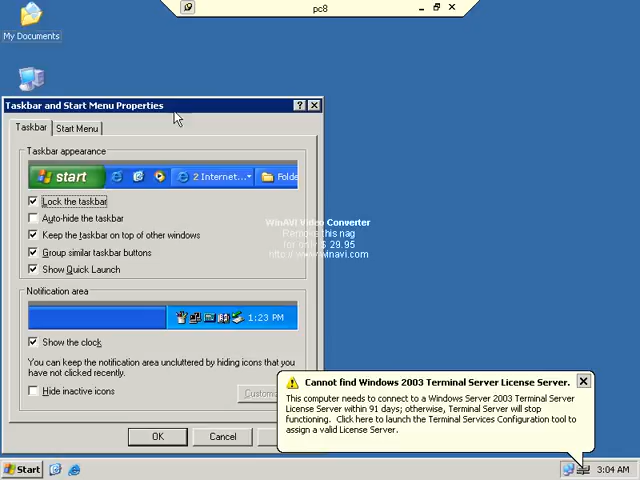 pc8
My Documents
Taskbar and Start Menu Properties
Taskbar
Start Menu
Taskbar appearance
start
2 Internet...
Folde
Lock the taskbar
Auto-hide the taskbar
Keep the taskbar on top of other windows
Group similar taskbar buttons
Show Quick Launch
WinAVI Video Converter
Remove this nag
for only $ 29.95
http://www.winavi.com
Notification area
1:23 PM
Show the clock
You can keep the notification area uncluttered by hiding icons that you
have not clicked recently.
Hide inactive icons
Customi
OK
Cancel
Cannot find Windows 2003 Terminal Server License Server.
This computer needs to connect to a Windows Server 2003 Terminal Server
License Server within 91 days; otherwise, Terminal Server will stop
functioning. Click here to launch the Terminal Services Configuration tool to
assign a valid License Server.
Start
3:04 AM